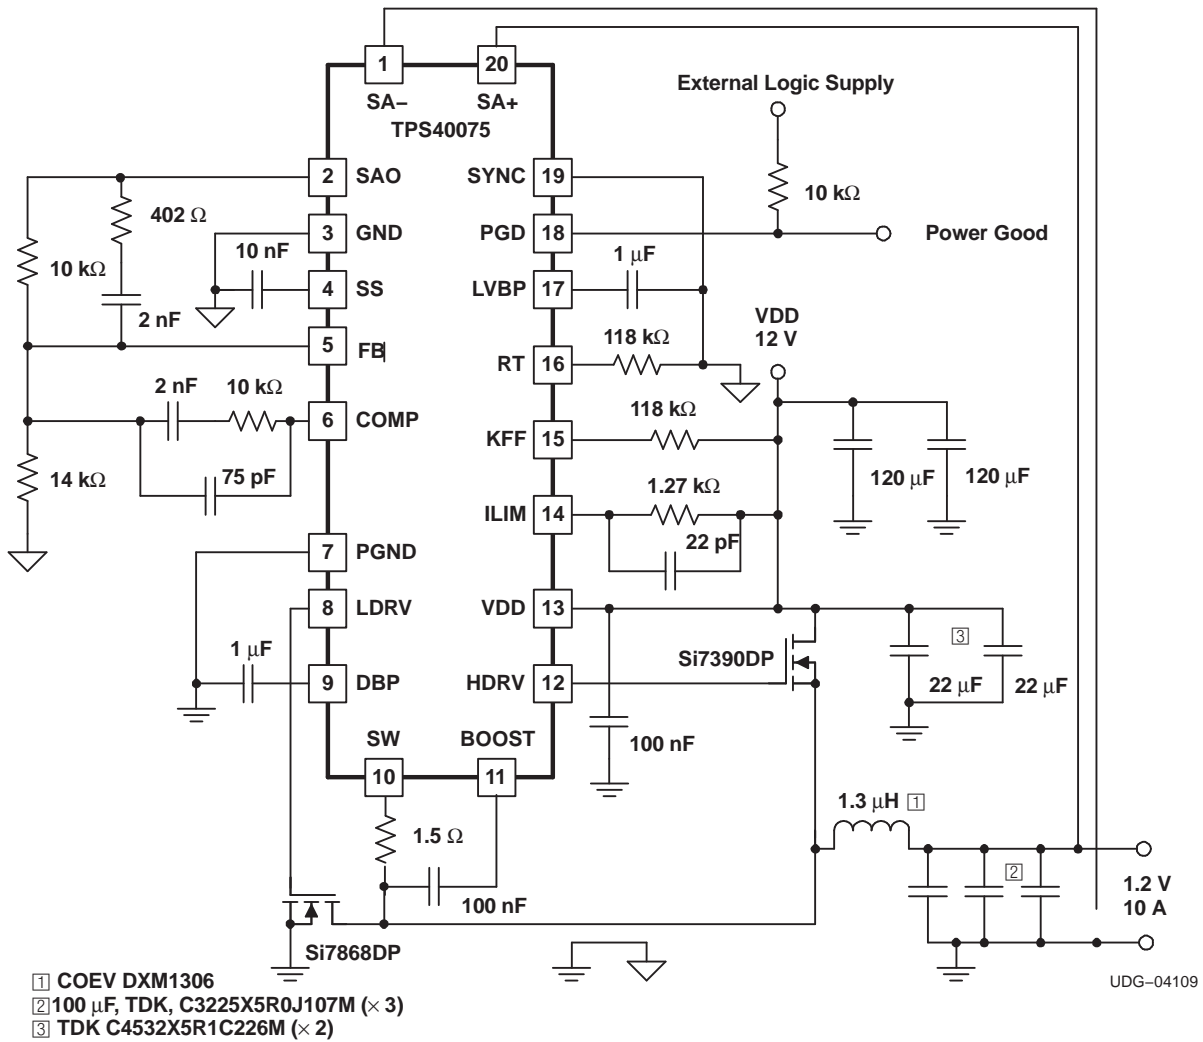 1
20
SA−
SA+
TPS40075
External Logic Supply
2
SAO
SYNC
19
402 Ω
10 kΩ
3
GND
PGD
18
Power Good
10 kΩ
10 nF
1 µF
4
SS
LVBP
17
2 nF
VDD
12 V
5
FB
118 kΩ
RT
16
2 nF
10 kΩ
6
COMP
118 kΩ
KFF
15
14 kΩ
75 pF
120 µF
120 µF
1.27 kΩ
ILIM
14
22 pF
7
PGND
8
LDRV
VDD
13
3
1 µF
Si7390DP
9
DBP
HDRV
12
22 µF
22 µF
SW
BOOST
100 nF
10
11
1.3 µH 1
1.5 Ω
2
1.2 V
10 A
100 nF
Si7868DP
UDG−04109
1 COEV DXM1306
2 100 µF, TDK, C3225X5R0J107M (× 3)
3 TDK C4532X5R1C226M (× 2)